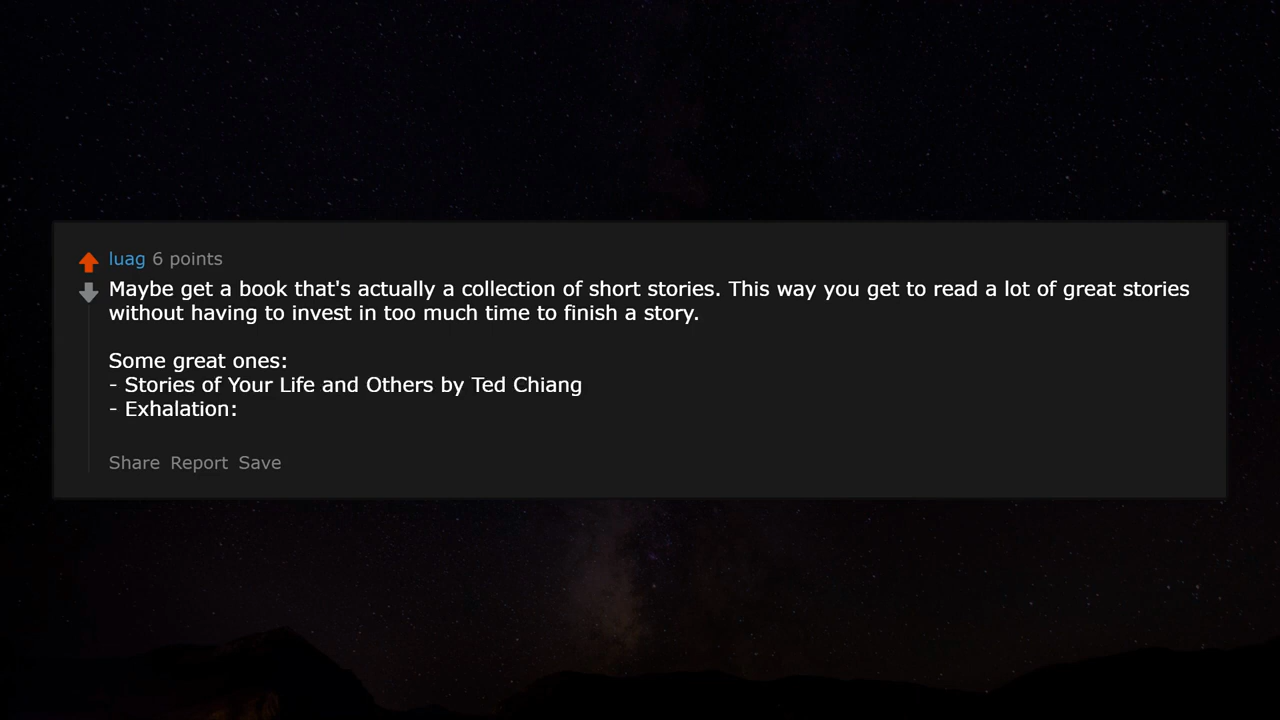 luag 6 points
Maybe get a book that's actually a collection of short stories. This way you get to read a lot of great stories
without having to invest in too much time to finish a story.
Some great ones:
- Stories of Your Life and Others by Ted Chiang
- Exhalation:
Share Report Save